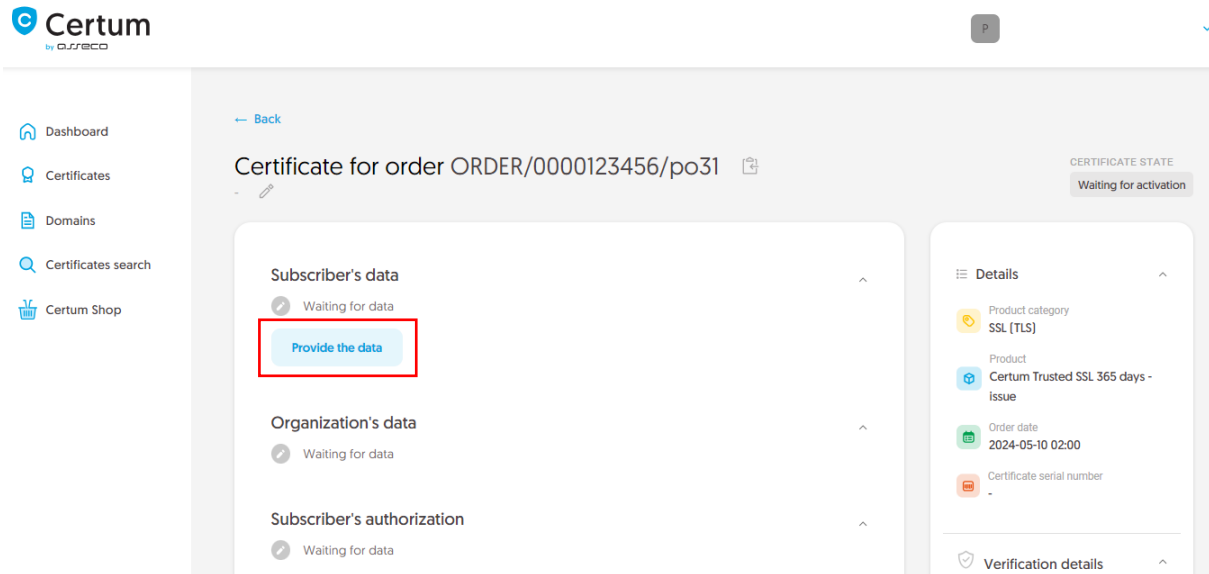 Certum
by asseco
P
Dashboard
Certificates
Domains
Certificates search
Certum Shop
← Back
Certificate for order ORDER/0000123456/po31
-
CERTIFICATE STATE
Waiting for activation
Subscriber's data
Waiting for data
Provide the data
Organization's data
Waiting for data
Subscriber's authorization
Waiting for data
Details
Product category
SSL (TLS)
Product
Certum Trusted SSL 365 days -
issue
Order date
2024-05-10 02:00
Certificate serial number
-
Verification details